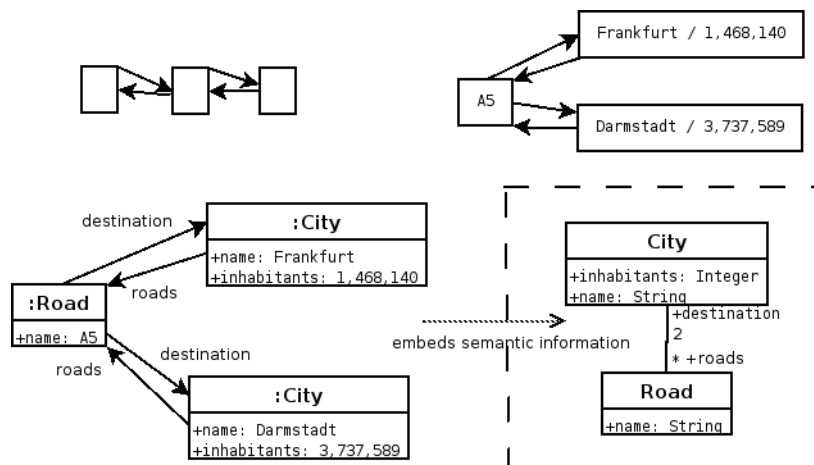 Frankfurt / 1,468,140
A5
Darmstadt / 3,737,589
destination
:City
+name: Frankfurt
+inhabitants: 1,468,140
roads
:Road
+name: A5
destination
roads
:City
+name: Darmstadt
+inhabitants: 3,737,589
embeds semantic information
City
+inhabitants: Integer
+name: String
+destination
2
* +roads
Road
+name: String